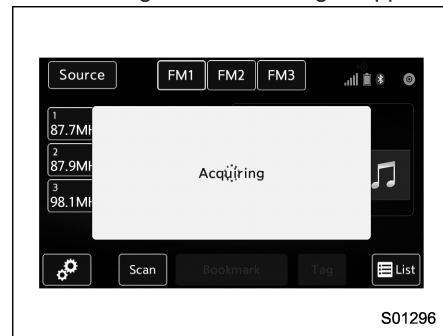 Source FM1 FM2 FM3
1
87.7MH
2
87.9MH
3
98.1MH
Acquiring
Scan Bookmark Tag List
S01296